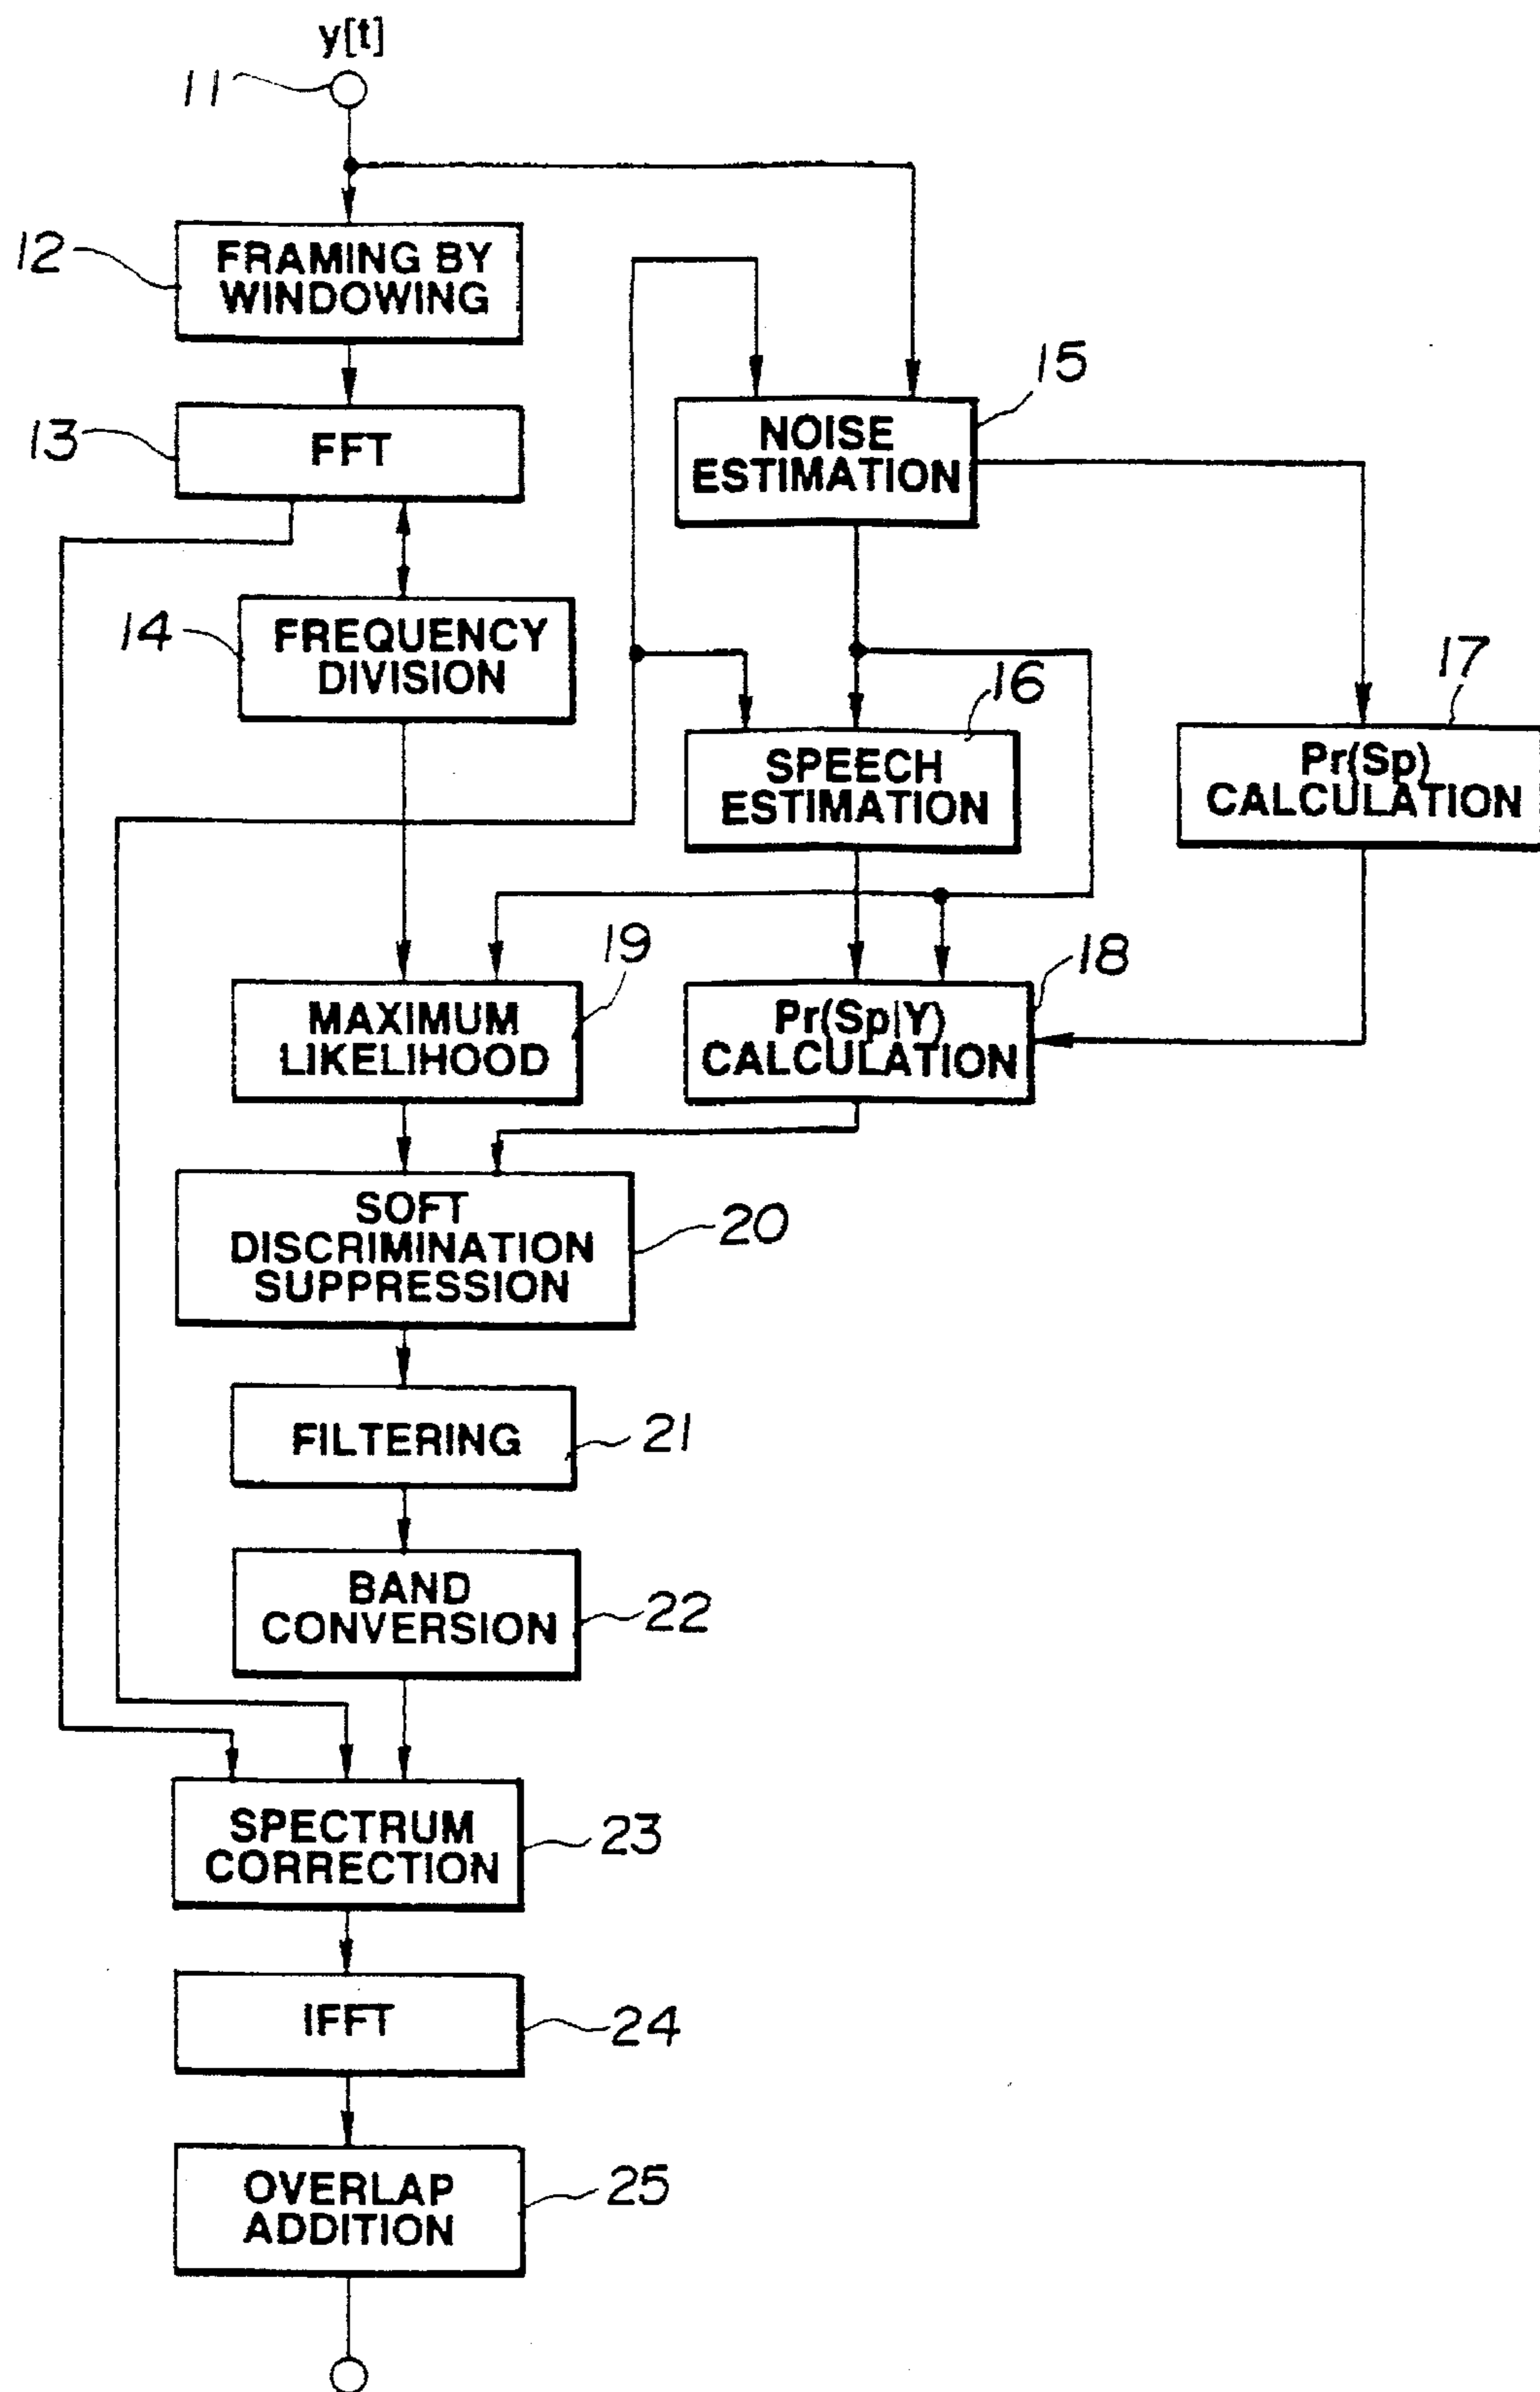 y[t]
11
12
FRAMING BY
WINDOWING
13
FFT
15
NOISE
ESTIMATION
14
FREQUENCY
DIVISION
16
SPEECH
ESTIMATION
17
Pr(Sp)
CALCULATION
19
MAXIMUM
LIKELIHOOD
18
Pr(Sp|Y)
CALCULATION
SOFT
DISCRIMINATION
SUPPRESSION
20
FILTERING
21
BAND
CONVERSION
22
SPECTRUM
CORRECTION
23
IFFT
24
OVERLAP
ADDITION
25